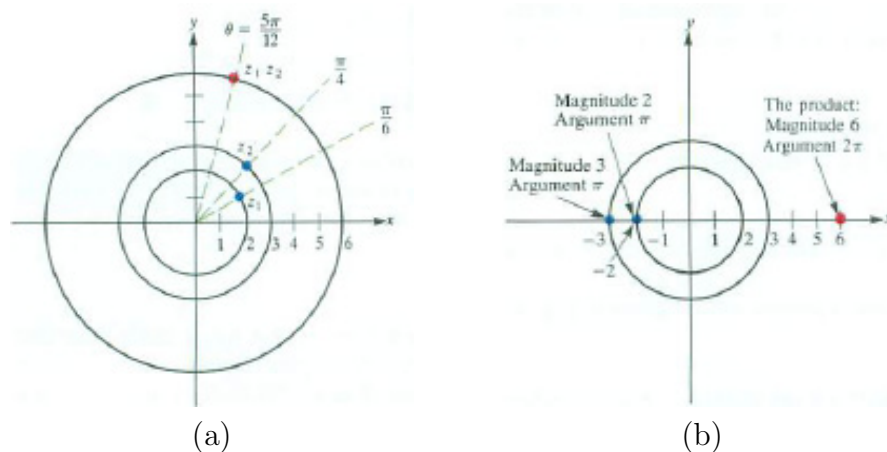 y
θ = 5π/12
z₁ z₂
π/4
π/6
z₂
z₁
x
1 2 3 4 5 6
(a)
y
Magnitude 2
Argument π
The product:
Magnitude 6
Argument 2π
Magnitude 3
Argument π
−3 −1 1 2 3 4 5 6
−2
(b)